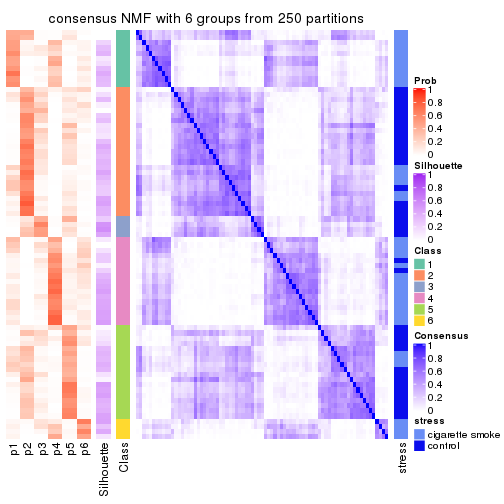 consensus NMF with 6 groups from 250 partitions
Prob
1
0.8
0.6
0.4
0.2
0
Silhouette
1
0.8
0.6
0.4
0.2
0
Class
1
2
3
4
5
6
Consensus
1
0.8
0.6
0.4
0.2
0
stress
cigarette smoke
control
p1
p2
p3
p4
p5
p6
Silhouette
Class
stress